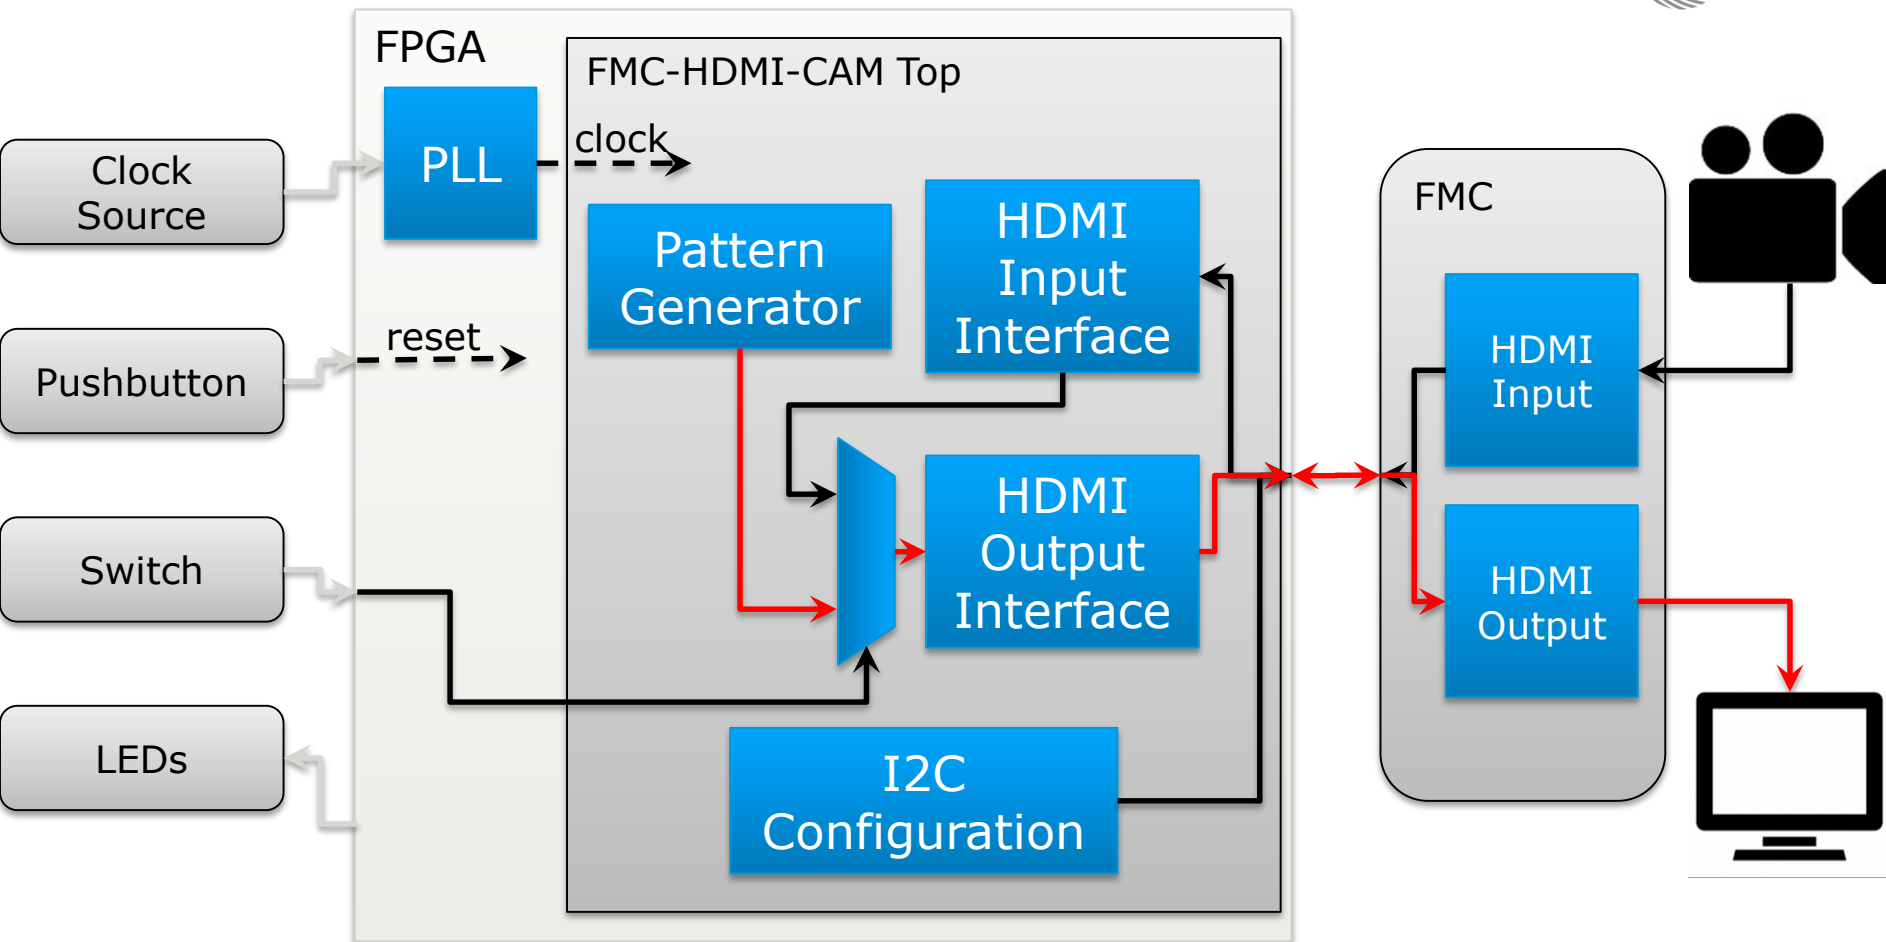 FPGA
FMC-HDMI-CAM Top
PLL
clock
Clock
Source
Pattern
Generator
HDMI
Input
Interface
FMC
reset
Pushbutton
HDMI
Input
Switch
HDMI
Output
Interface
HDMI
Output
LEDs
I2C
Configuration